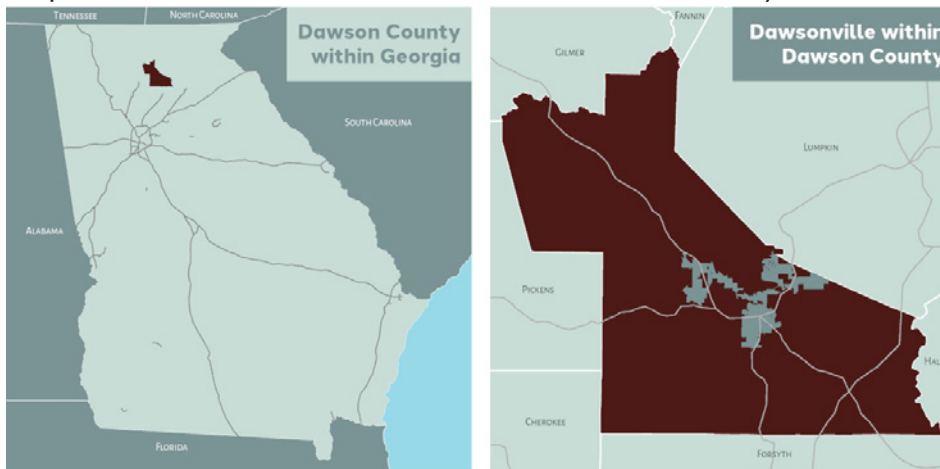 TENNESSEE
NORTH CAROLINA
Dawson County
within Georgia
SOUTH CAROLINA
ALABAMA
FLORIDA
FANNIN
Dawsonville within
Dawson County
GILMER
LUMPKIN
PICKENS
HAL
CHEROKEE
FORSYTH